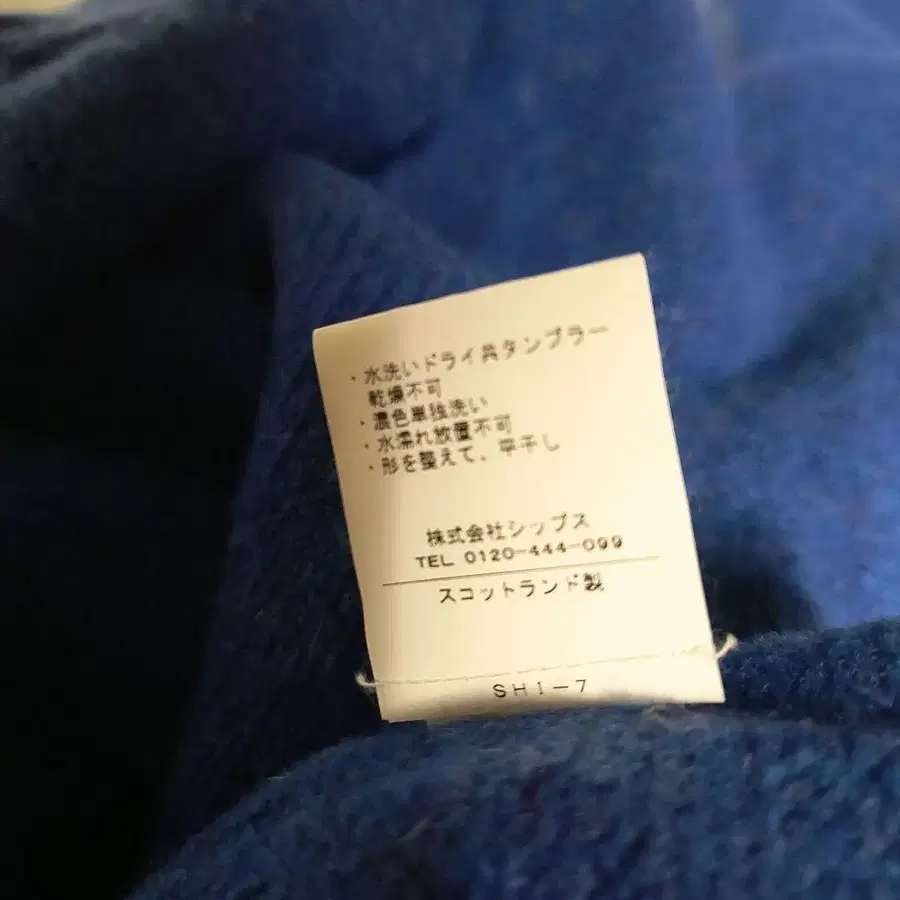 ・水洗いドライ共タンブラー
乾燥不可
・濃色単独洗い
・水濡れ放置不可
・形を整えて、平干し
株式会社シップス
TEL 0120-444-099
スコットランド製
SHI-7